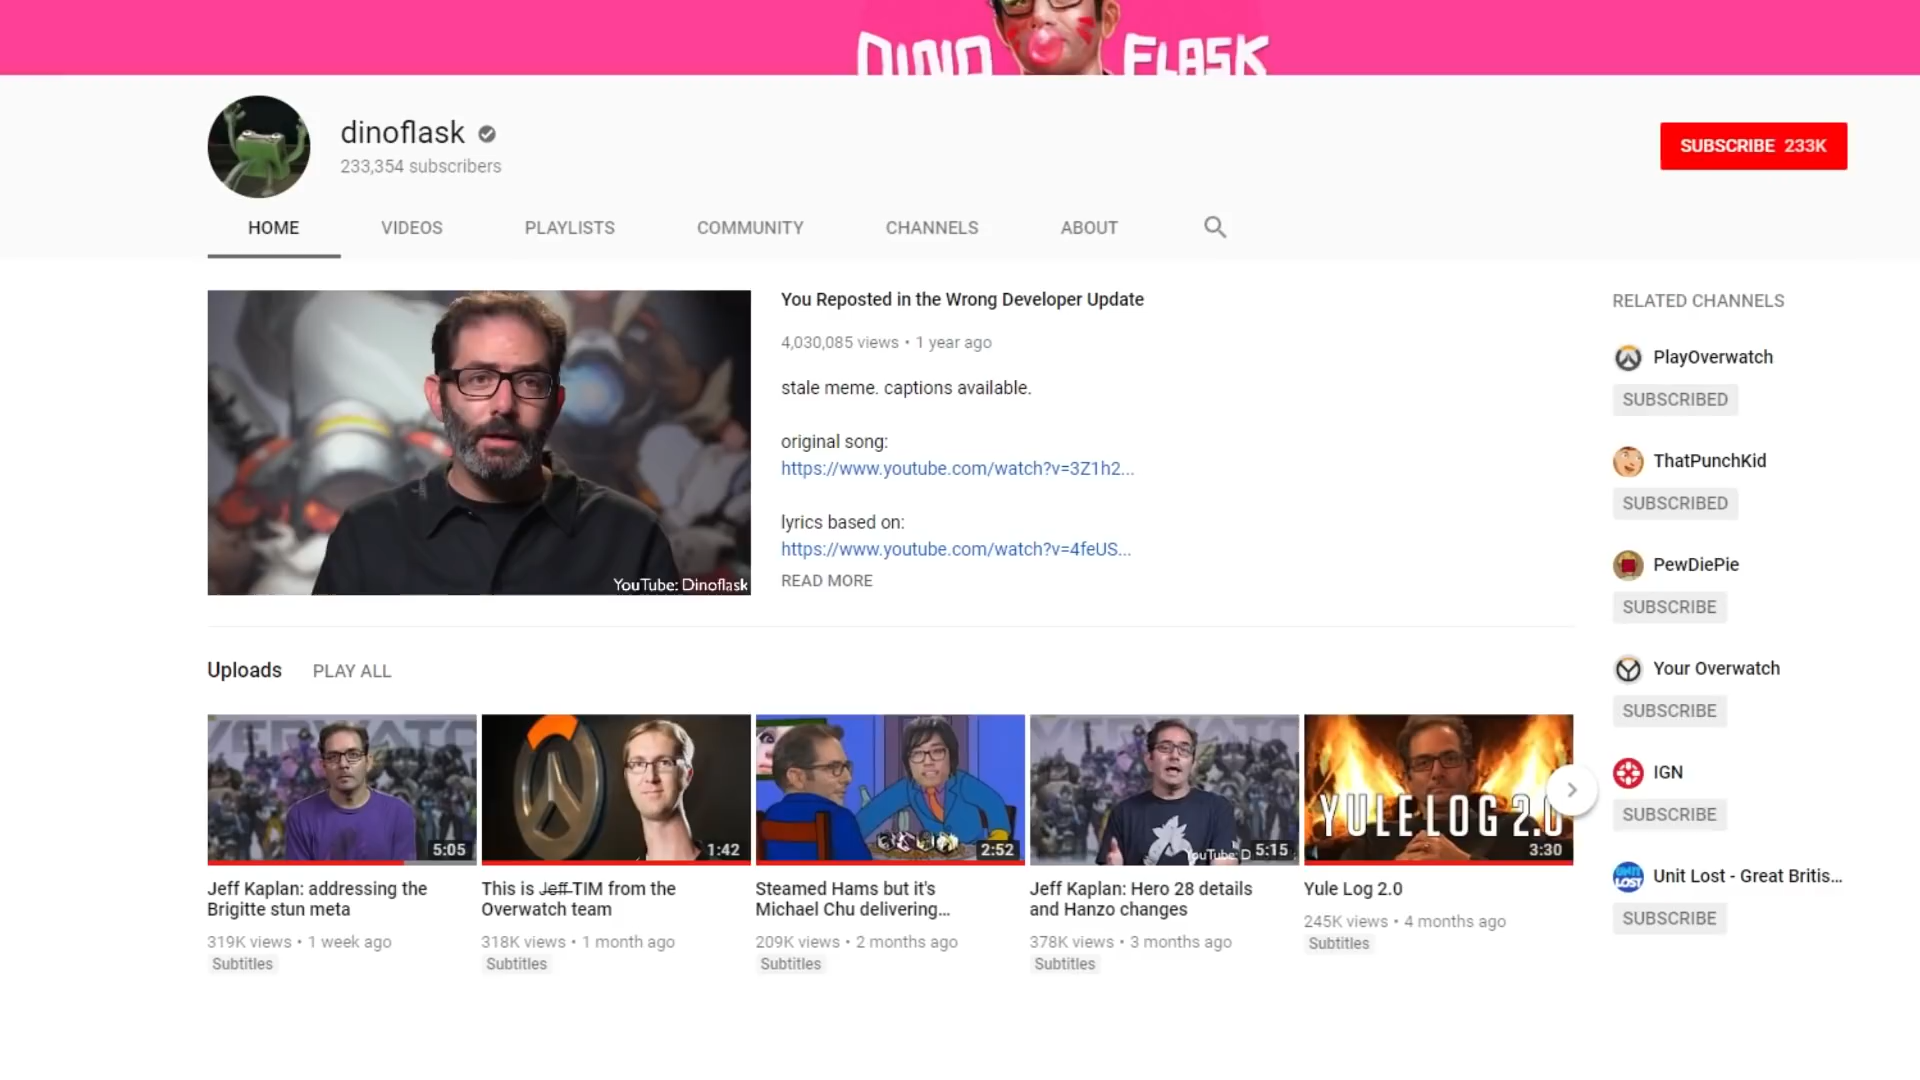 DINO FLASK
dinoflask
233,354 subscribers
SUBSCRIBE 233K
HOME VIDEOS PLAYLISTS COMMUNITY CHANNELS ABOUT
You Reposted in the Wrong Developer Update
4,030,085 views • 1 year ago
stale meme. captions available.
original song:
https://www.youtube.com/watch?v=3Z1h2...
lyrics based on:
https://www.youtube.com/watch?v=4feUS...
READ MORE
YouTube: Dinoflask
Uploads PLAY ALL
5:05
Jeff Kaplan: addressing the
Brigitte stun meta
319K views • 1 week ago
Subtitles
1:42
This is Jeff TIM from the
Overwatch team
318K views • 1 month ago
Subtitles
2:52
Steamed Hams but it's
Michael Chu delivering...
209K views • 2 months ago
Subtitles
YouTube: D 5:15
Jeff Kaplan: Hero 28 details
and Hanzo changes
378K views • 3 months ago
Subtitles
YULE LOG 2.0
3:30
Yule Log 2.0
245K views • 4 months ago
Subtitles
RELATED CHANNELS
PlayOverwatch
SUBSCRIBED
ThatPunchKid
SUBSCRIBED
PewDiePie
SUBSCRIBE
Your Overwatch
SUBSCRIBE
IGN
SUBSCRIBE
UNIT
LOST
Unit Lost - Great Britis...
SUBSCRIBE